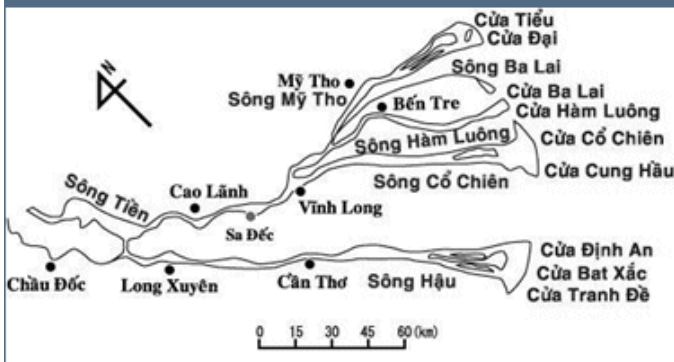 Cửa Tiểu
Cửa Đại
Sông Ba Lai
N
Mỹ Tho
Sông Mỹ Tho
Bến Tre
Cửa Ba Lai
Cửa Hàm Luông
Sông Hàm Luông
Cửa Cổ Chiên
Sông Tiền
Cao Lãnh
Sông Cổ Chiên
Cửa Cung Hầu
Vĩnh Long
Sa Đếc
Cửa Định An
Châu Đốc
Long Xuyên
Cần Thơ
Sông Hậu
Cửa Bat Xắc
Cửa Tranh Đề
0 15 30 45 60 (km)